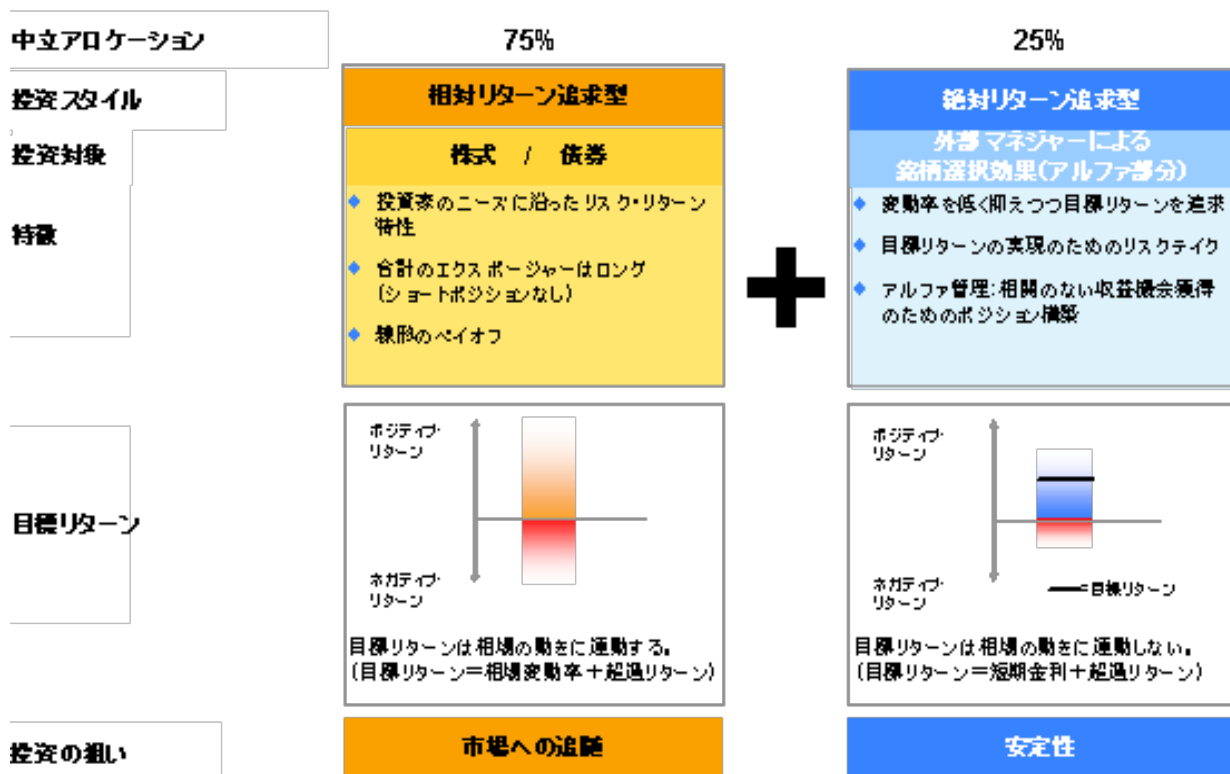 中立アロケーション
75%
25%
投資スタイル
相対リターン追求型
絶対リターン追求型
投資対象
株式 / 債券
外部マネジャーによる
銘柄選択効果(アルファ部分)
特徴
投資家のニーズに沿ったリスク・リターン
特性
合計のエクスポージャーはロング
(ショートポジションなし)
線形のペイオフ
変動率を低く抑えつつ目標リターンを追求
目標リターンの実現のためのリスクテイク
アルファ管理:相関のない収益機会獲得
のためのポジション構築
目標リターン
ポジティブ・
リターン
ネガティブ・
リターン
目標リターンは相場の動きに連動する。
(目標リターン=相場変動率+超過リターン)
ポジティブ・
リターン
ネガティブ・
リターン
=目標リターン
目標リターンは相場の動きに連動しない。
(目標リターン=短期金利+超過リターン)
投資の狙い
市場への追随
安定性